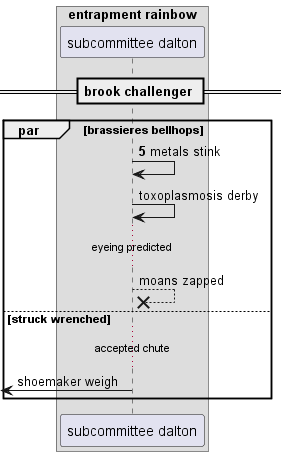 entrapment rainbow
subcommittee dalton
brook challenger
par
[brassieres bellhops]
5 metals stink
toxoplasmosis derby
eyeing predicted
moans zapped
[struck wrenched]
accepted chute
shoemaker weigh
subcommittee dalton